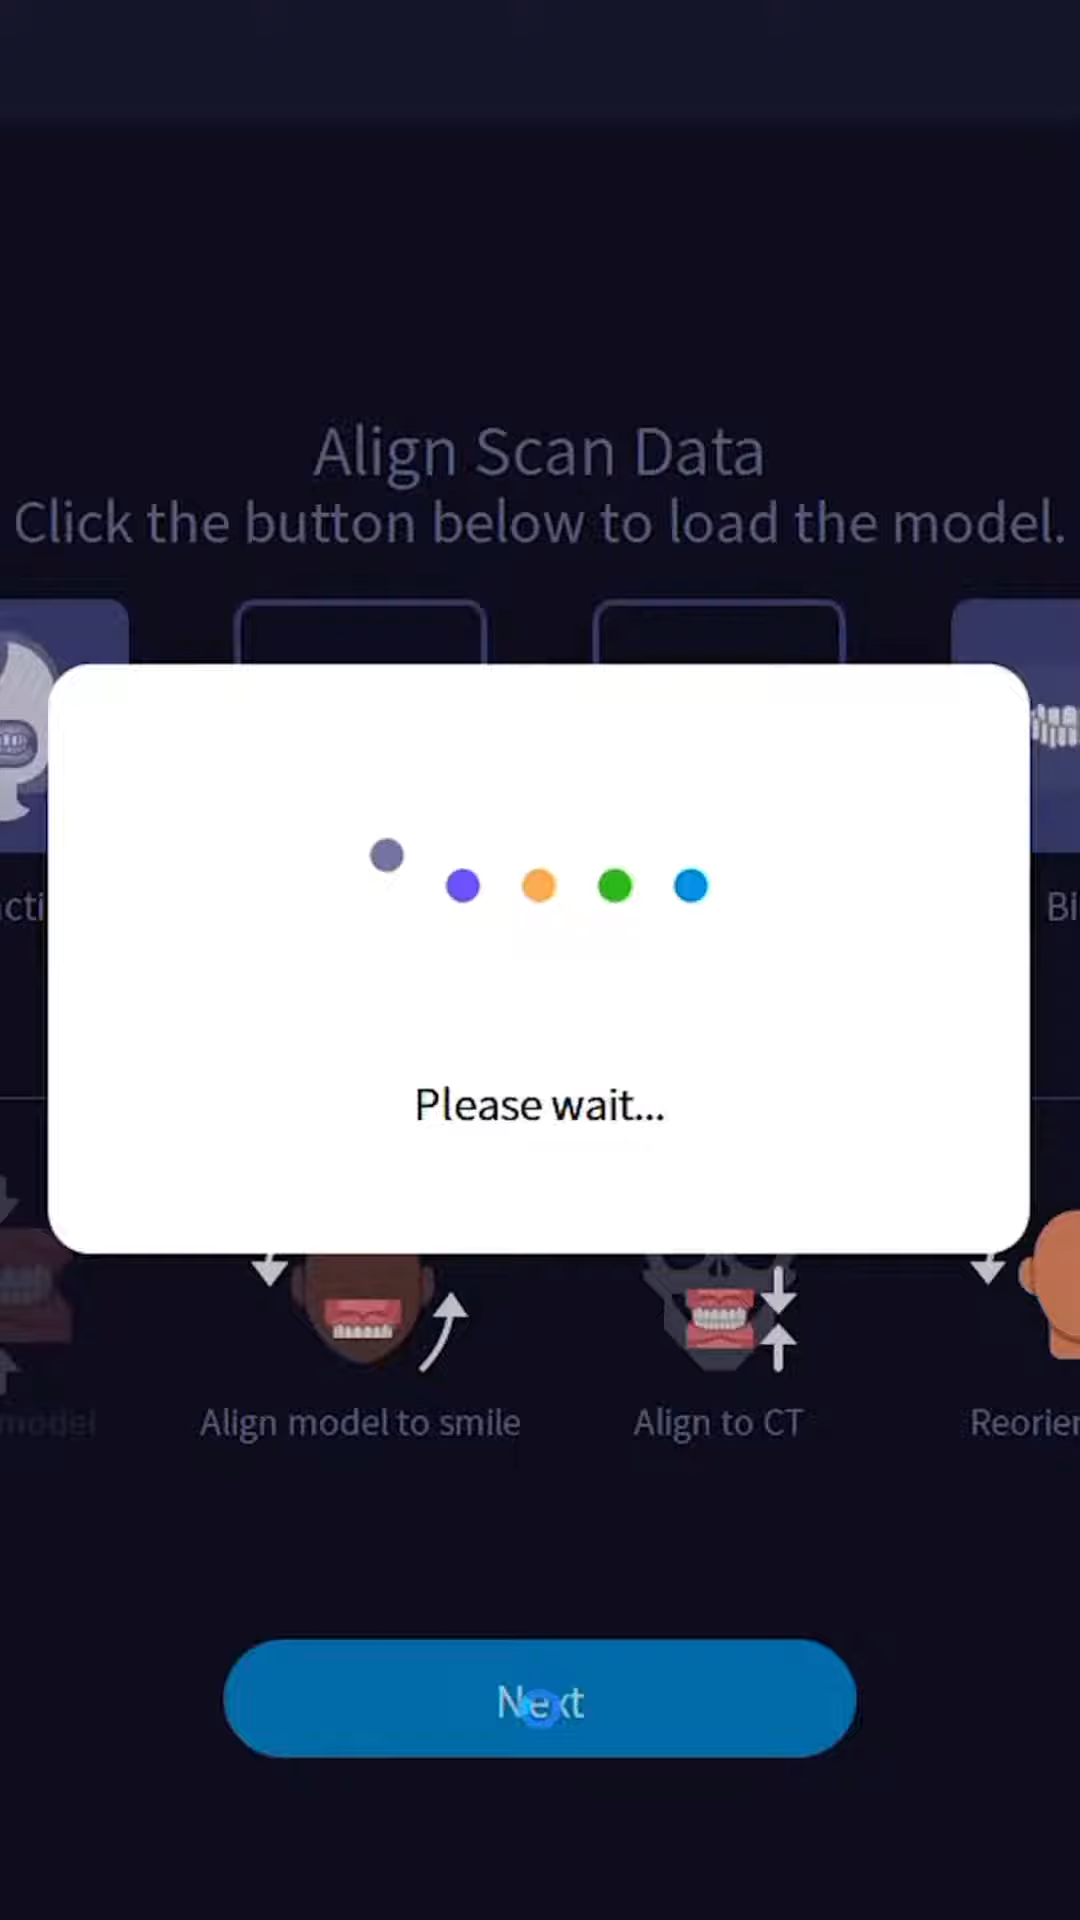 Align Scan Data
Click the button below to load the model.
Please wait...
model
Align model to smile
Align to CT
Next